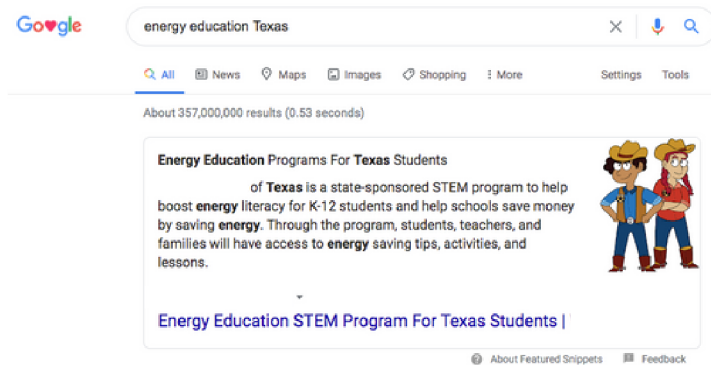 Go♥gle
energy education Texas
All News Maps Images Shopping More Settings Tools
About 357,000,000 results (0.53 seconds)
Energy Education Programs For Texas Students
of Texas is a state-sponsored STEM program to help
boost energy literacy for K-12 students and help schools save money
by saving energy. Through the program, students, teachers, and
families will have access to energy saving tips, activities, and
lessons.
Energy Education STEM Program For Texas Students |
About Featured Snippets Feedback